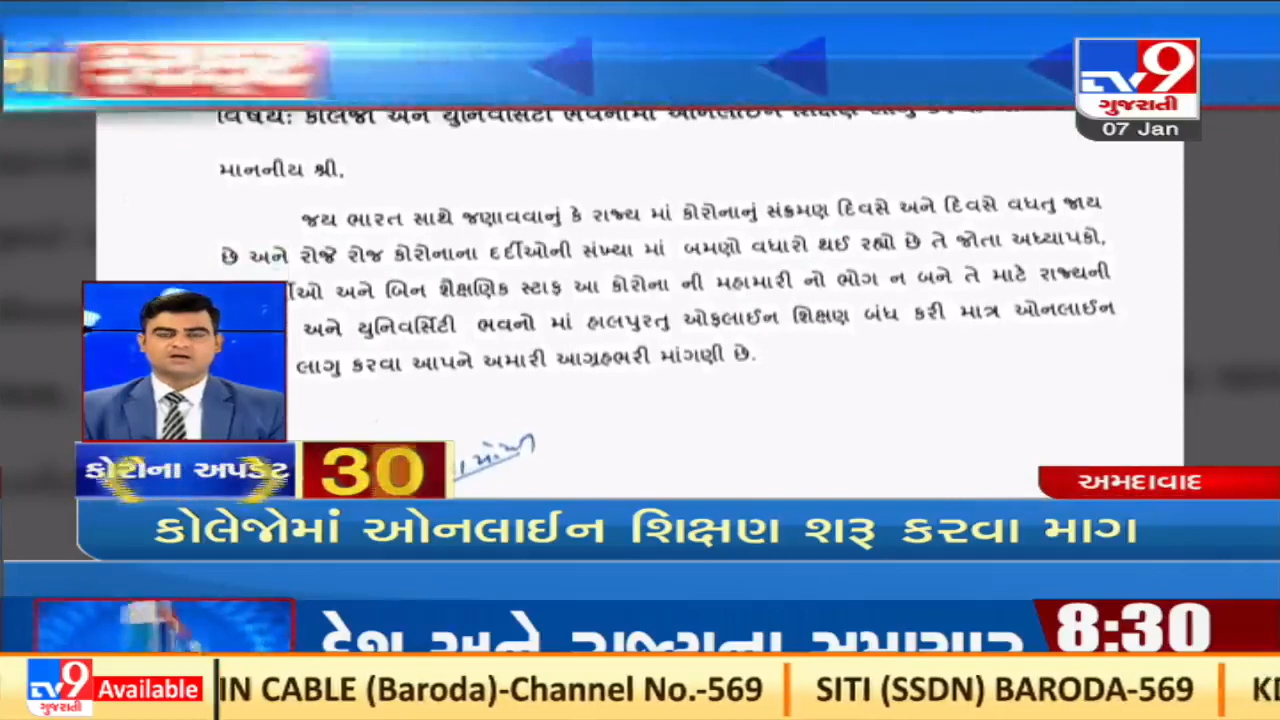 TV9
ગુજરાતી
07 Jan
માનનીય શ્રી,
જય ભારત સાથે જણાવવાનું કે રાજ્ય માં કોરોનાનું સંક્રમણ દિવસે અને દિવસે વધતુ જાય
છે અને રોજે રોજ કોરોનાના દર્દીઓની સંખ્યા માં બમણો વધારો થઈ રહ્યો છે તે જોતા અધ્યાપકો,
અને બિન શૈક્ષણિક સ્ટાફ આ કોરોના ની મહામારી નો ભોગ ન બને તે માટે રાજ્યની
અને યુનિવર્સિટી ભવનો માં હાલપુરતુ ઓફલાઈન શિક્ષણ બંધ કરી માત્ર ઓનલાઈન
લાગુ કરવા આપને અમારી આગ્રહભરી માંગણી છે.
કોરોના અપડેટ
30
અમદાવાદ
કોલેજોમાં ઓનલાઈન શિક્ષણ શરૂ કરવા માગ
દેશ અને રાજ્યના સમાચાર
8:30
TV9
ગુજરાતી
Available
IN CABLE (Baroda)-Channel No.-569
SITI (SSDN) BARODA-569